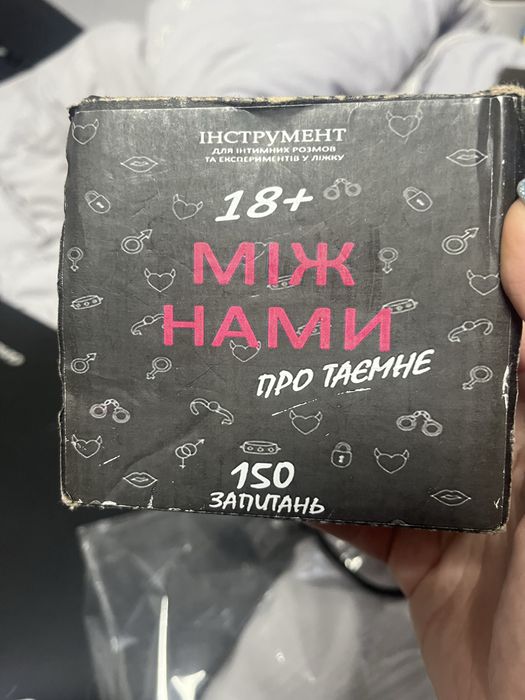 ІНСТРУМЕНТ
ДЛЯ ІНТИМНИХ РОЗМОВ
ТА ЕКСПЕРИМЕНТІВ У ЛІЖКУ
18+
МІЖ
НАМИ
ПРО ТАЄМНЕ
150
ЗАПИТАНЬ